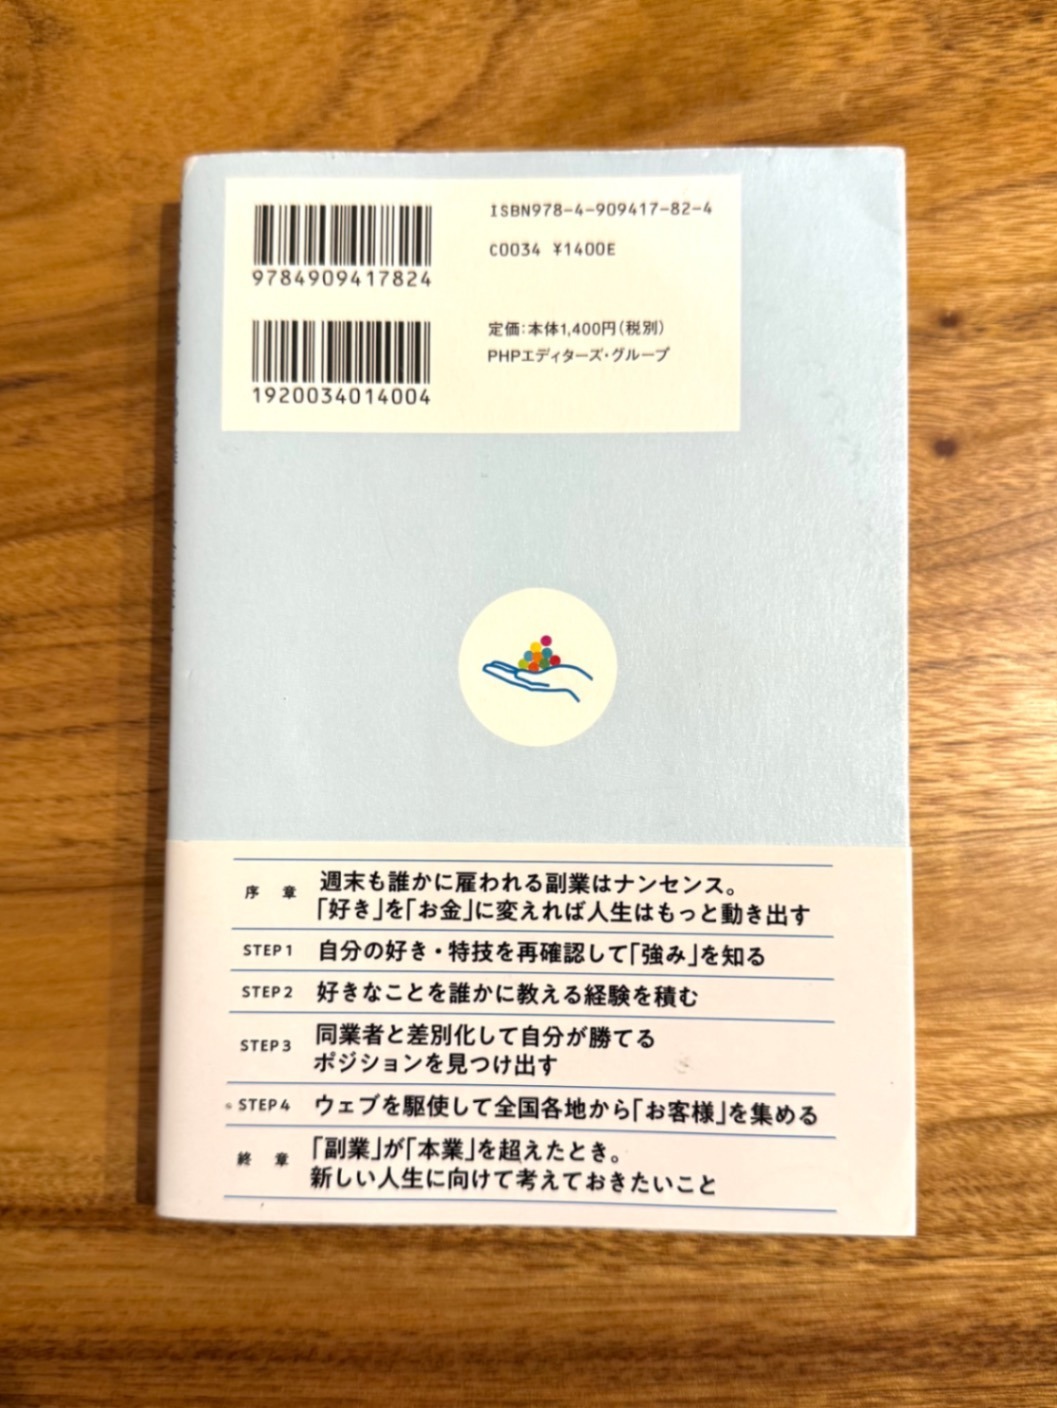 ISBN978-4-909417-82-4
9784909417824
C0034 ¥1400E
定価:本体1,400円(税別)
PHPエディターズ・グループ
1920034014004
序 章 週末も誰かに雇われる副業はナンセンス。
「好き」を「お金」に変えれば人生はもっと動き出す
STEP1 自分の好き・特技を再確認して「強み」を知る
STEP2 好きなことを誰かに教える経験を積む
STEP3 同業者と差別化して自分が勝てる
ポジションを見つけ出す
STEP4 ウェブを駆使して全国各地から「お客様」を集める
終 章 「副業」が「本業」を超えたとき。
新しい人生に向けて考えておきたいこと